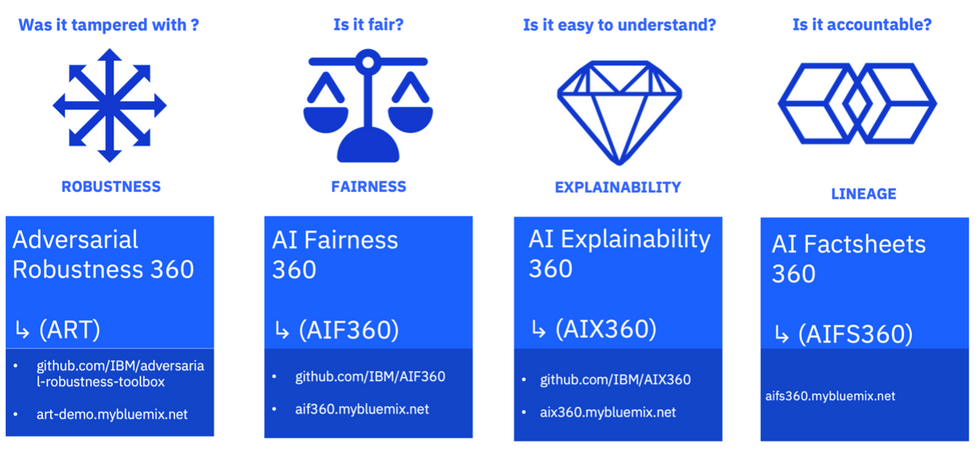 Was it tampered with ?
Is it fair?
Is it easy to understand?
Is it accountable?
ROBUSTNESS
FAIRNESS
EXPLAINABILITY
LINEAGE
Adversarial
Robustness 360
↳ (ART)
• github.com/IBM/adversaria
l-robustness-toolbox
• art-demo.mybluemix.net
AI Fairness
360
↳ (AIF360)
• github.com/IBM/AIF360
• aif360.mybluemix.net
AI Explainability
360
↳ (AIX360)
• github.com/IBM/AIX360
• aix360.mybluemix.net
AI Factsheets
360
↳ (AIFS360)
aifs360.mybluemix.net